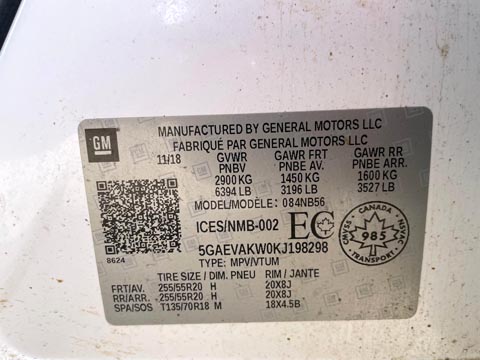 GM
MANUFACTURED BY GENERAL MOTORS LLC
FABRIQUÉ PAR GENERAL MOTORS LLC
11/18 GVWR GAWR FRT GAWR RR
PNBV PNBE AV. PNBE ARR.
2900 KG 1450 KG 1600 KG
6394 LB 3196 LB 3527 LB
MODEL/MODÈLE: 084NB56
ICES/NMB-002 EC
CANADA
CMVSS 985 NSVAC
5GAEVAKW0KJ198298
8624
TYPE: MPV/VTUM
TIRE SIZE / DIM. PNEU RIM / JANTE
FRT/AV. 255/55R20 H 20X8J
RR/ARR. 255/55R20 H 20X8J
SPA/SOS T135/70R18 M 18X4.5B